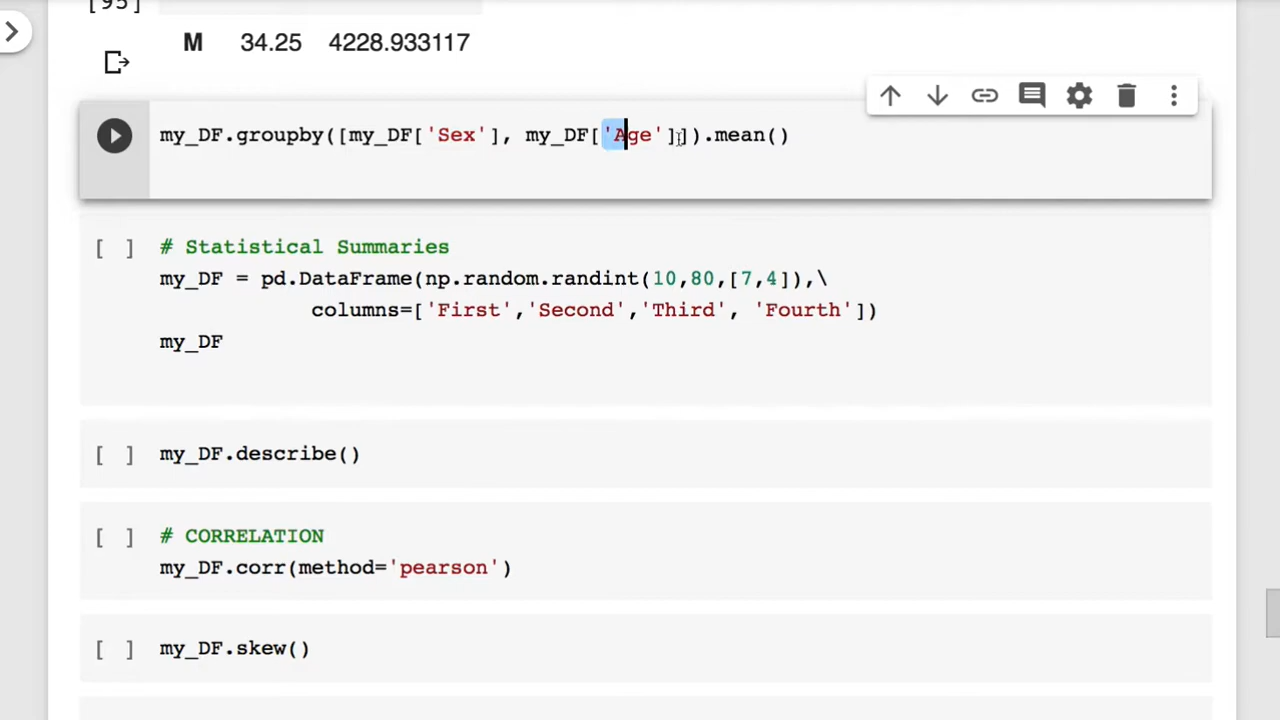 [95]
M 34.25 4228.933117
my_DF.groupby([my_DF['Sex'], my_DF['Age']]).mean()
[ ] # Statistical Summaries
my_DF = pd.DataFrame(np.random.randint(10,80,[7,4]),\
columns=['First','Second','Third', 'Fourth'])
my_DF
[ ] my_DF.describe()
[ ] # CORRELATION
my_DF.corr(method='pearson')
[ ] my_DF.skew()